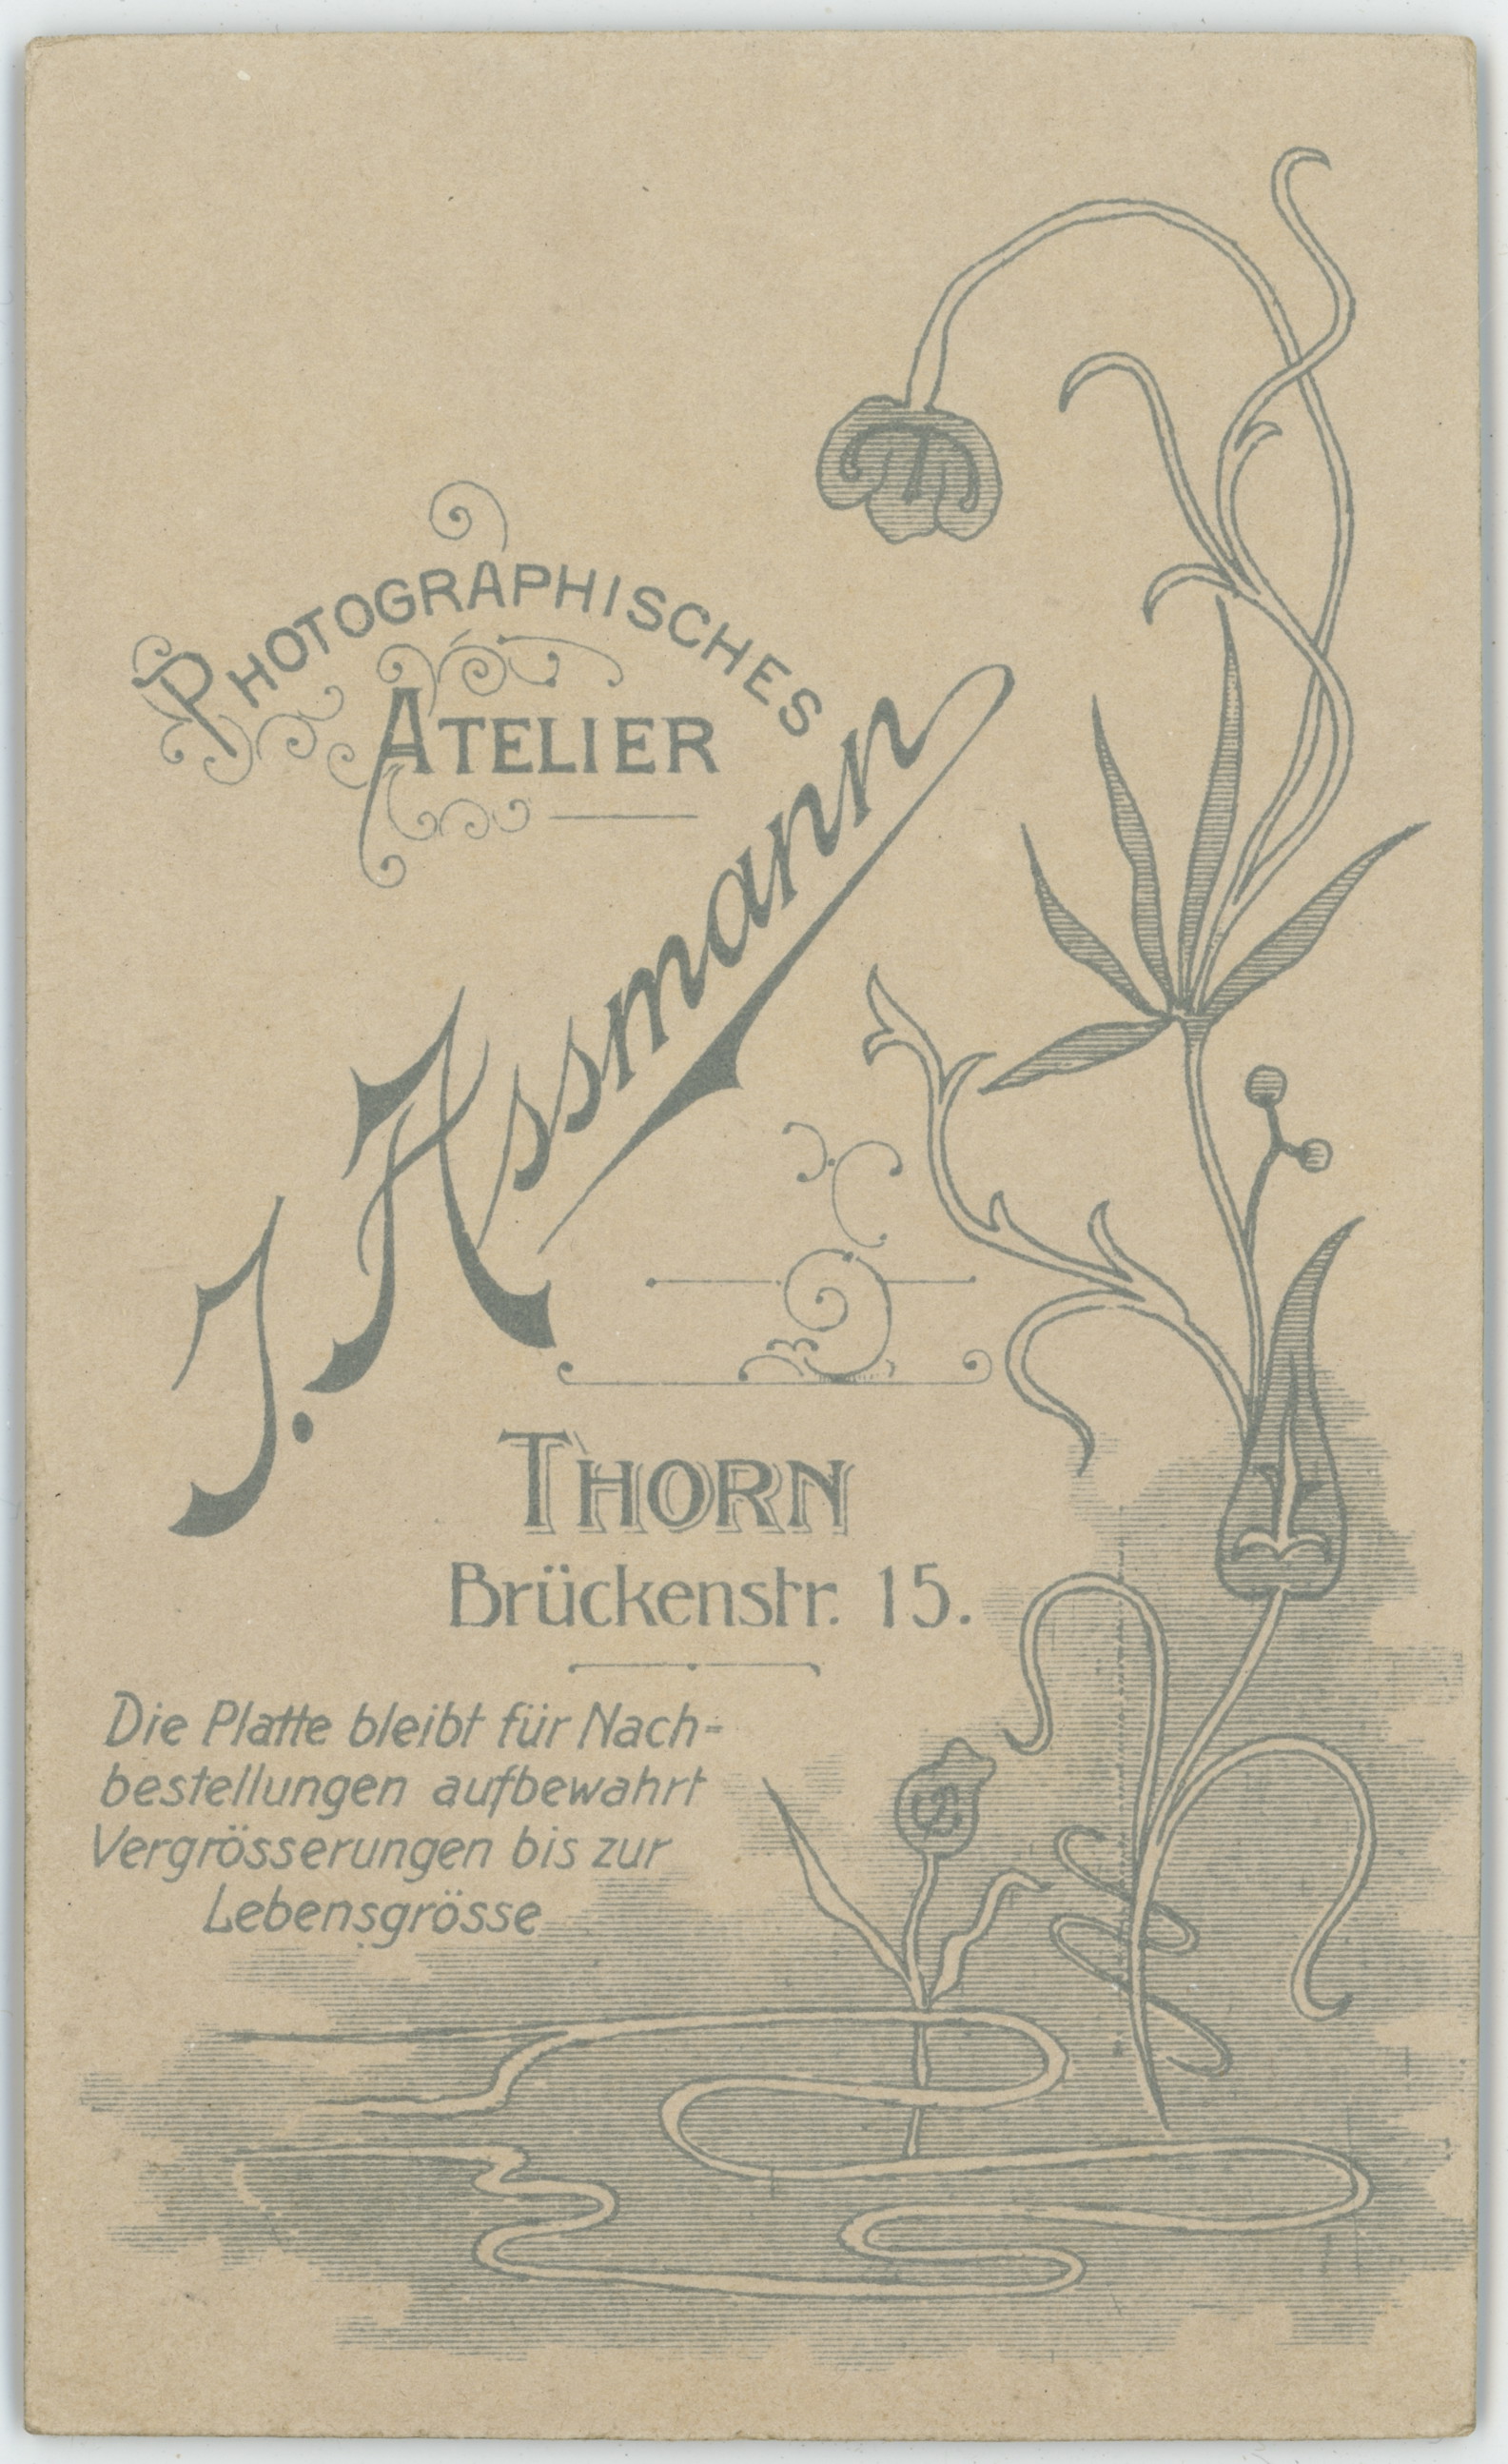 PHOTOGRAPHISCHES
ATELIER
J. Assmann
THORN
Brückenstr. 15.
Die Platte bleibt für Nach-
bestellungen aufbewahrt
Vergrösserungen bis zur
Lebensgrösse